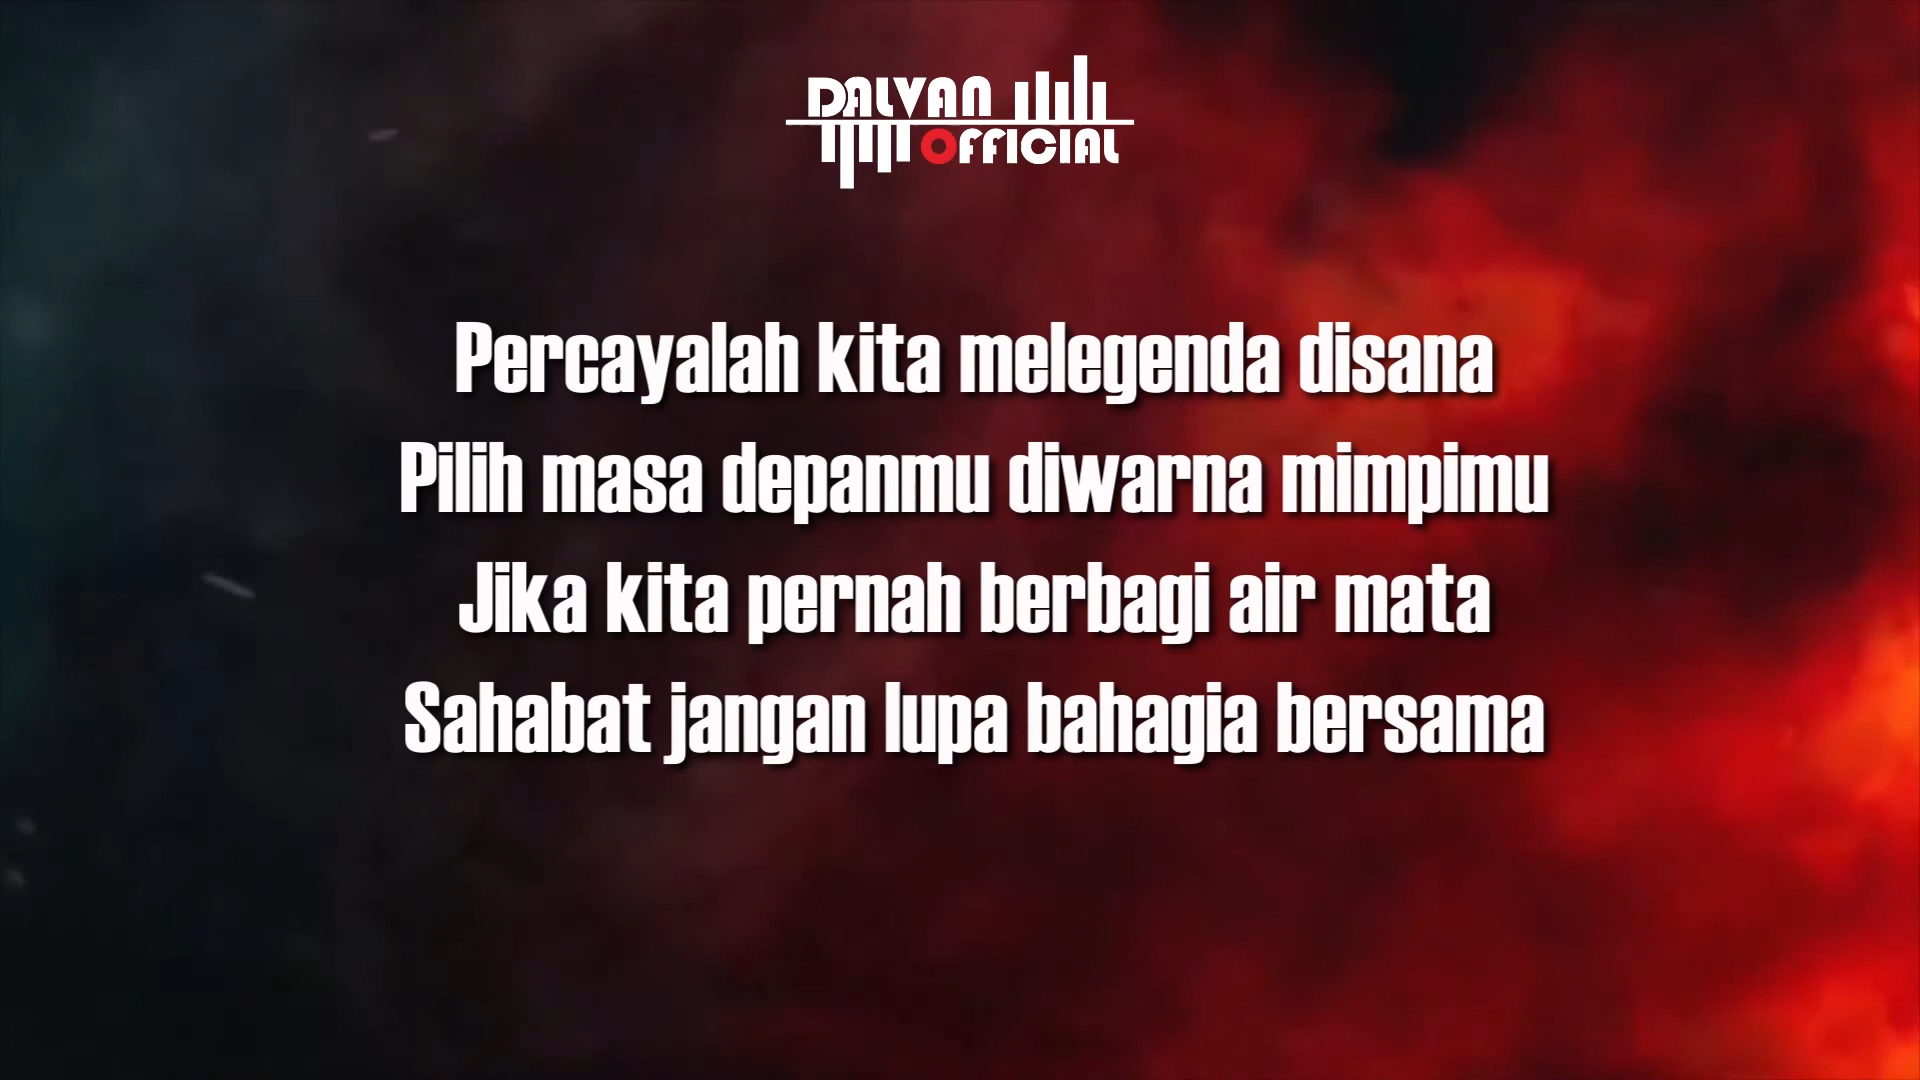 DALVAN
OFFICIAL
Percayalah kita melegenda disana
Pilih masa depanmu diwarna mimpimu
Jika kita pernah berbagi air mata
Sahabat jangan lupa bahagia bersama